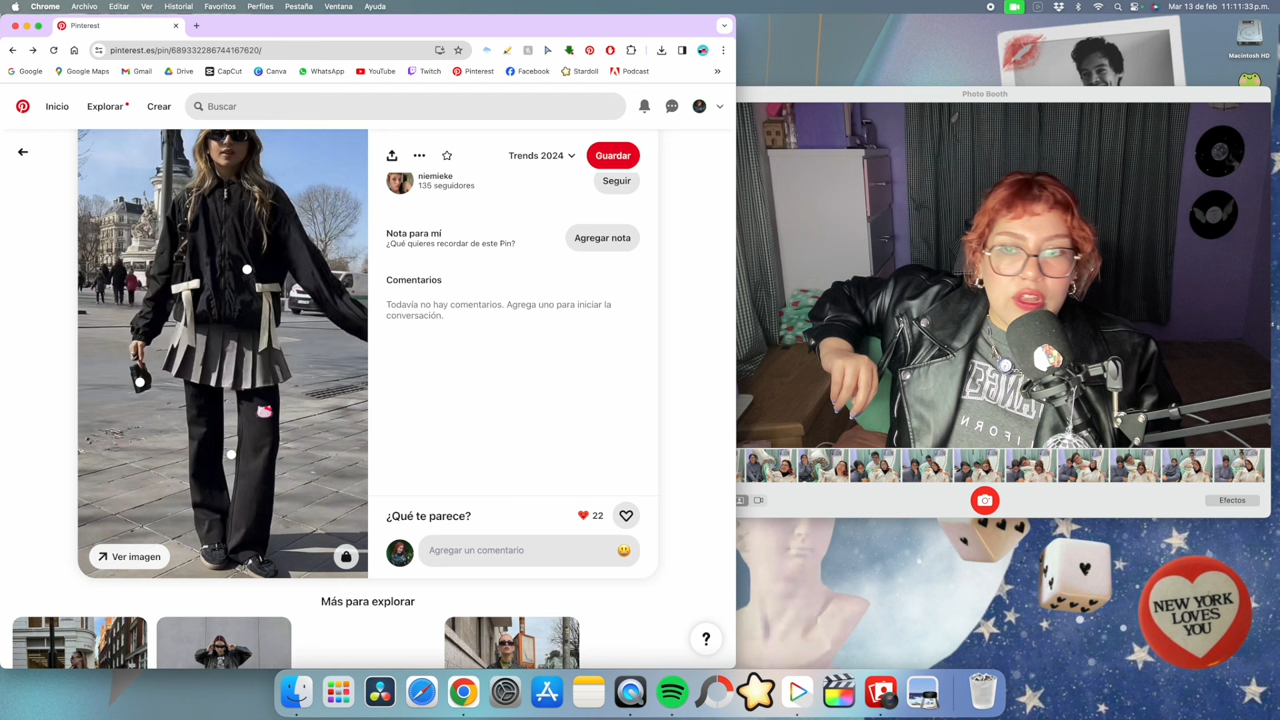 Chrome Archivo Editar Ver Historial Favoritos Perfiles Pestaña Ventana Ayuda
Mar 13 de feb 11:11:33 p.m.
Pinterest
pinterest.es/pin/689332286744167620/
Google Google Maps Gmail Drive CapCut Canva WhatsApp YouTube Twitch Pinterest Facebook Stardoll Podcast
Inicio Explorar Crear Buscar
Trends 2024 Guardar
niemieke
135 seguidores
Seguir
Nota para mí
¿Qué quieres recordar de este Pin?
Agregar nota
Comentarios
Todavía no hay comentarios. Agrega uno para iniciar la
conversación.
¿Qué te parece? 22
Agregar un comentario
Ver imagen
Más para explorar
?
Macintosh HD
Photo Booth
Efectos
NEW YORK
LOVES
YOU